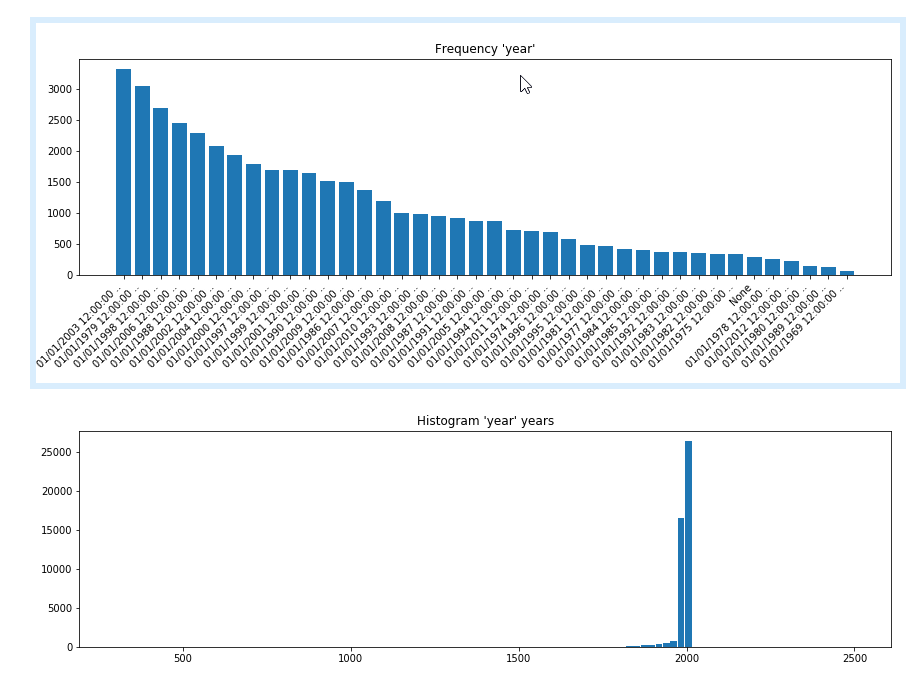 Frequency 'year'
3000
2500
2000
1500
1000
500
0
01/01/2003 12:00:00 ..
01/01/1979 12:00:00 ..
01/01/1998 12:00:00 ..
01/01/2006 12:00:00 ..
01/01/1988 12:00:00 ..
01/01/2002 12:00:00 ..
01/01/2004 12:00:00 ..
01/01/2000 12:00:00 ..
01/01/1997 12:00:00 ..
01/01/1999 12:00:00 ..
01/01/2001 12:00:00 ..
01/01/1990 12:00:00 ..
01/01/2009 12:00:00 ..
01/01/1986 12:00:00 ..
01/01/2007 12:00:00 ..
01/01/2010 12:00:00 ..
01/01/1993 12:00:00 ..
01/01/2008 12:00:00 ..
01/01/1987 12:00:00 ..
01/01/1991 12:00:00 ..
01/01/2005 12:00:00 ..
01/01/1994 12:00:00 ..
01/01/2011 12:00:00 ..
01/01/1974 12:00:00 ..
01/01/1996 12:00:00 ..
01/01/1995 12:00:00 ..
01/01/1981 12:00:00 ..
01/01/1977 12:00:00 ..
01/01/1984 12:00:00 ..
01/01/1985 12:00:00 ..
01/01/1992 12:00:00 ..
01/01/1983 12:00:00 ..
01/01/1982 12:00:00 ..
01/01/1975 12:00:00 ..
None
01/01/1978 12:00:00 ..
01/01/2012 12:00:00 ..
01/01/1980 12:00:00 ..
01/01/1989 12:00:00 ..
01/01/1969 12:00:00 ..
Histogram 'year' years
25000
20000
15000
10000
5000
0
500
1000
1500
2000
2500